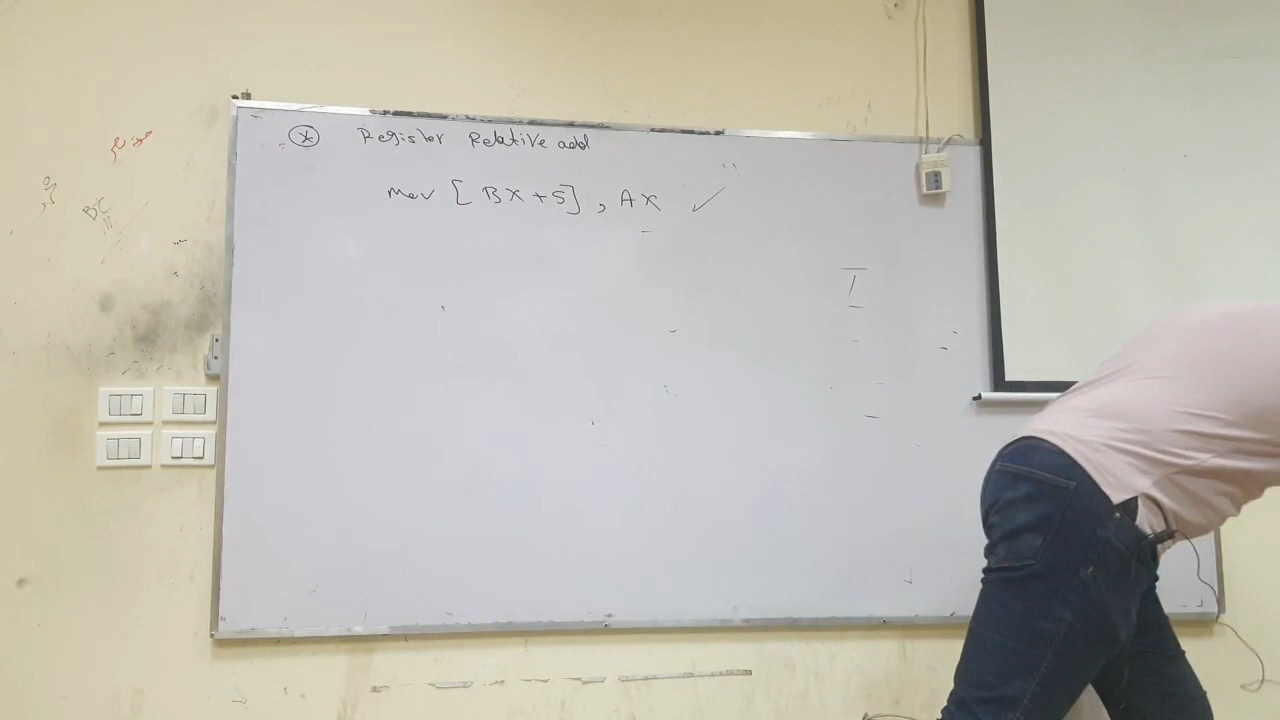 Register Relative add
mov [BX+5], AX ✓